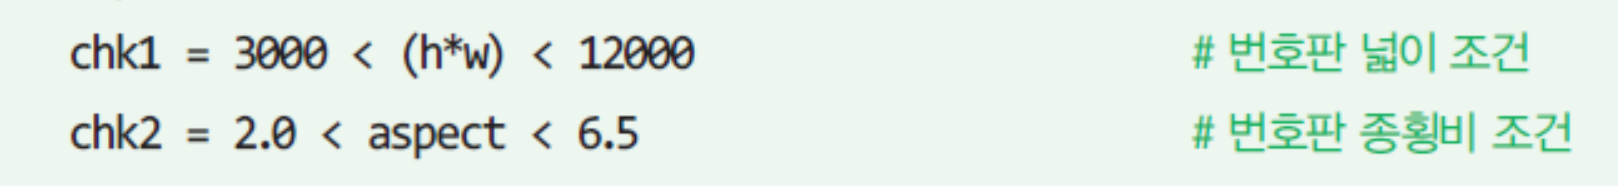 chk1 = 3000 < (h*w) < 12000 # 번호판 넓이 조건
chk2 = 2.0 < aspect < 6.5 # 번호판 종횡비 조건